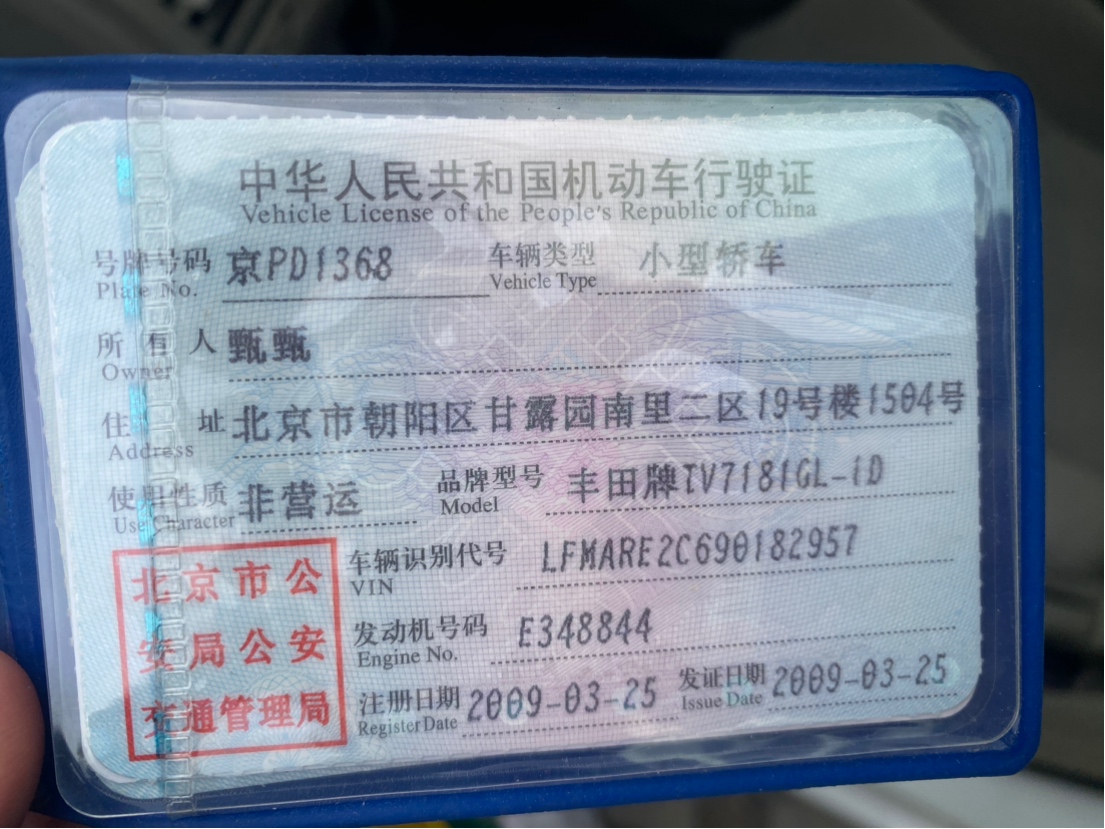 中华人民共和国机动车行驶证
Vehicle License of the People's Republic of China
号牌号码 京PD1368 车辆类型 小型轿车
Plate No. Vehicle Type
所有人 甄甄
Owner
住址 北京市朝阳区甘露园南里二区19号楼1504号
Address
使用性质 非营运 品牌型号 丰田牌TV7181GL-iD
Use Character Model
车辆识别代号 LFMARE2C690182957
VIN
发动机号码 E348844
Engine No.
注册日期 2009-03-25 发证日期 2009-03-25
Register Date Issue Date
北京市公
安局公安
交通管理局